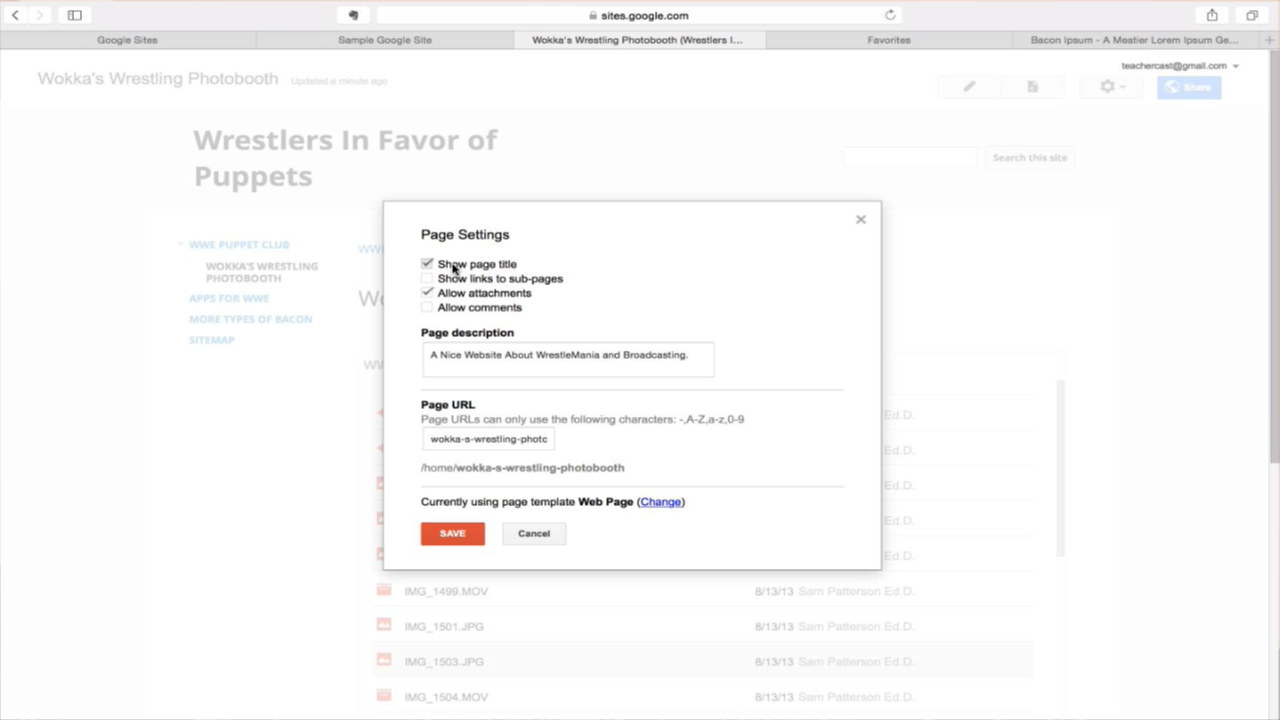 sites.google.com
Google Sites
Sample Google Site
Wokka's Wrestling Photobooth (Wrestlers I...
Favorites
Bacon Ipsum - A Meatier Lorem Ipsum Ge...
teachercast@gmail.com
Wokka's Wrestling Photobooth Updated a minute ago
Share
Wrestlers In Favor of
Puppets
Search this site
WWE PUPPET CLUB
WOKKA'S WRESTLING
PHOTOBOOTH
APPS FOR WWE
MORE TYPES OF BACON
SITEMAP
Page Settings
Show page title
Show links to sub-pages
Allow attachments
Allow comments
Page description
A Nice Website About WrestleMania and Broadcasting.
Page URL
Page URLs can only use the following characters: -,A-Z,a-z,0-9
wokka-s-wrestling-photc
/home/wokka-s-wrestling-photobooth
Currently using page template Web Page (Change)
SAVE Cancel
Ed.D.
Ed.D.
Ed.D.
Ed.D.
Ed.D.
IMG_1499.MOV 8/13/13 Sam Patterson Ed.D.
IMG_1501.JPG 8/13/13 Sam Patterson Ed.D.
IMG_1503.JPG 8/13/13 Sam Patterson Ed.D.
IMG_1504.MOV 8/13/13 Sam Patterson Ed.D.